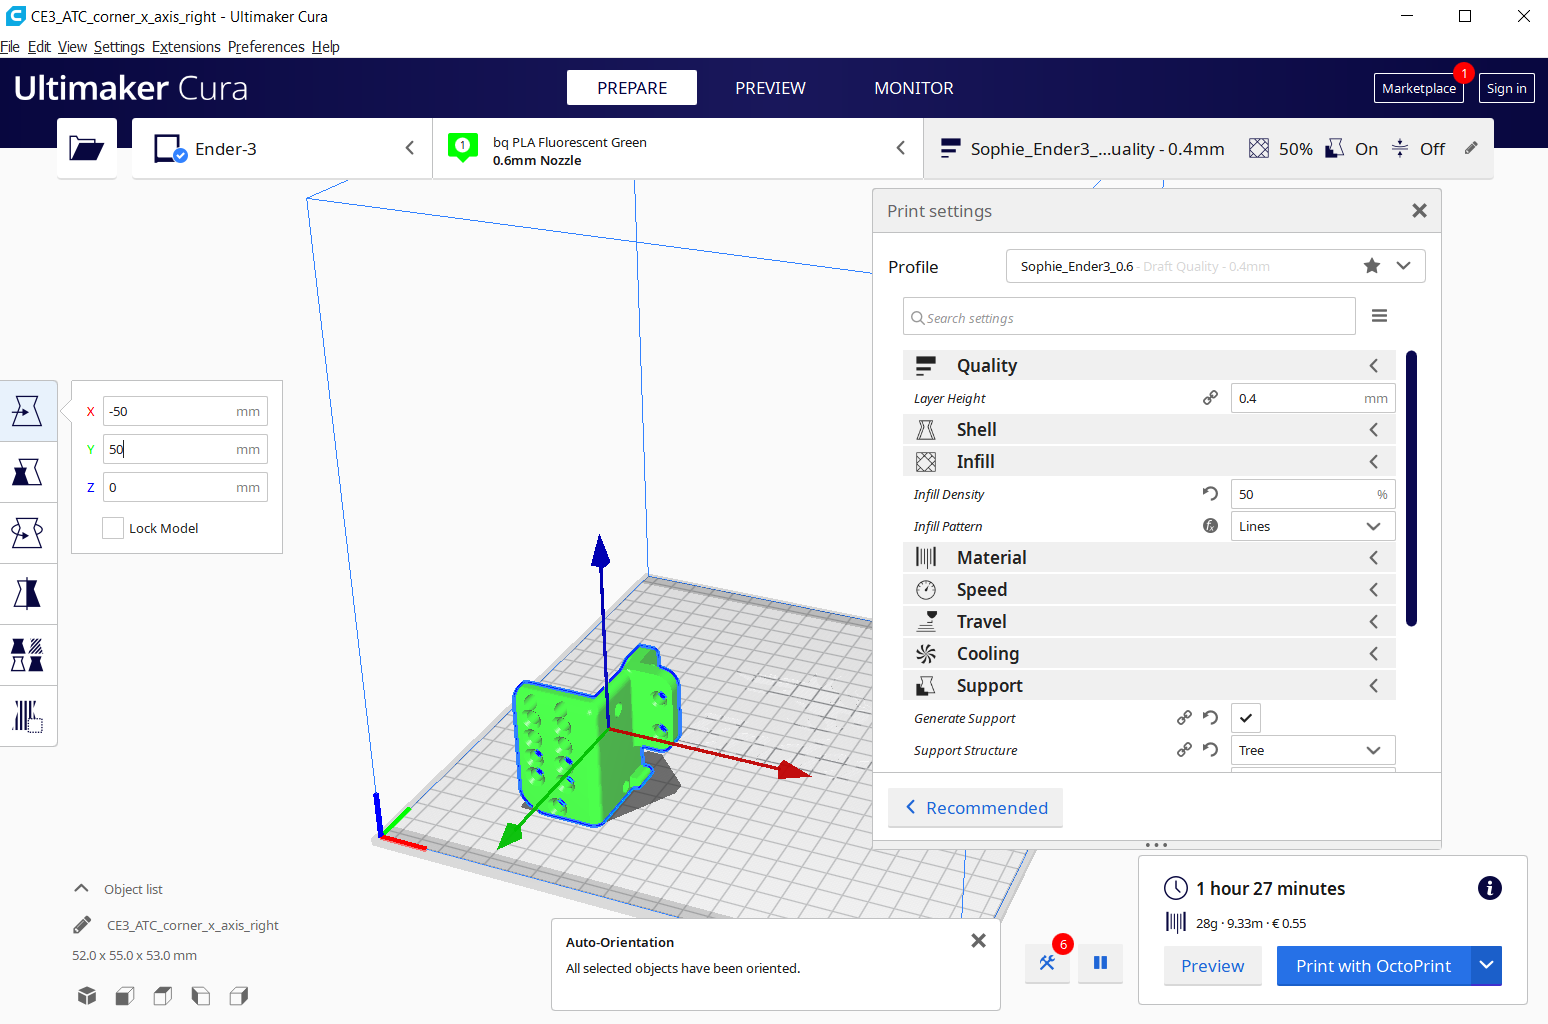 CE3_ATC_corner_x_axis_right - Ultimaker Cura
File Edit View Settings Extensions Preferences Help
Ultimaker Cura
PREPARE
PREVIEW
MONITOR
Marketplace
1
Sign in
Ender-3
1
bq PLA Fluorescent Green
0.6mm Nozzle
Sophie_Ender3_...uality - 0.4mm
50%
On
Off
Print settings
Profile
Sophie_Ender3_0.6 - Draft Quality - 0.4mm
Search settings
Quality
Layer Height
0.4 mm
Shell
Infill
Infill Density
50 %
Infill Pattern
fx
Lines
Material
Speed
Travel
Cooling
Support
Generate Support
Support Structure
Tree
Recommended
X -50 mm
Y 50 mm
Z 0 mm
Lock Model
Object list
CE3_ATC_corner_x_axis_right
52.0 x 55.0 x 53.0 mm
Auto-Orientation
All selected objects have been oriented.
6
1 hour 27 minutes
28g · 9.33m · € 0.55
Preview
Print with OctoPrint